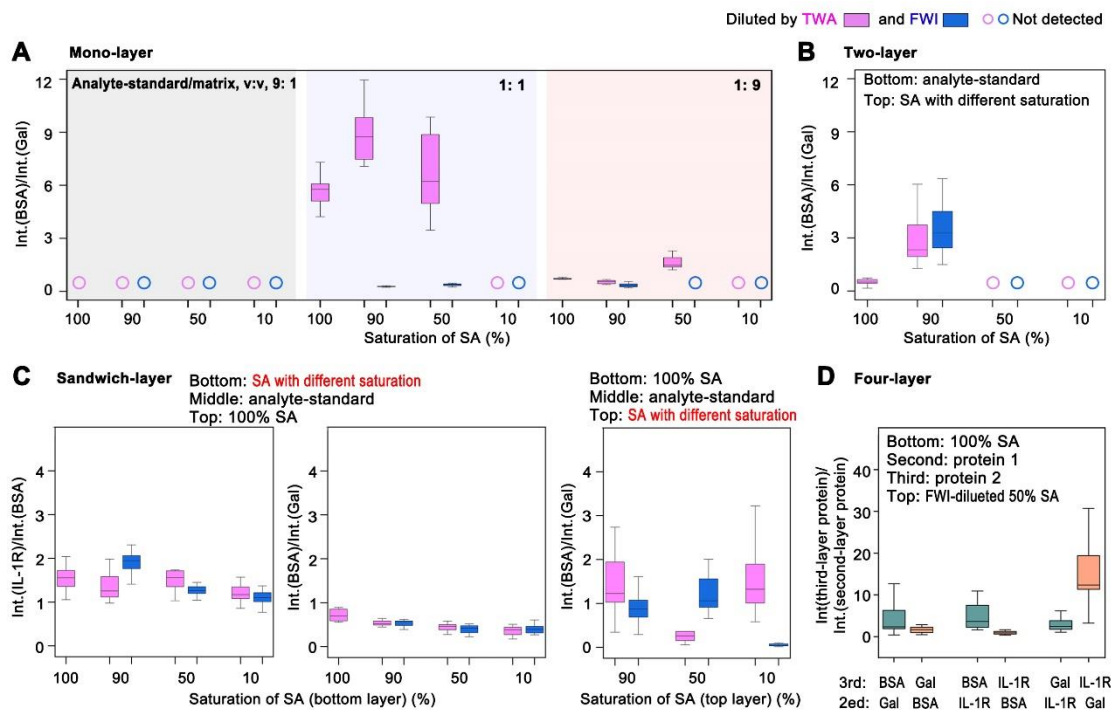 Diluted by TWA and FWI Not detected
A Mono-layer
Analyte-standard/matrix, v:v, 9: 1
1: 1
1: 9
Int.(BSA)/Int.(Gal)
12
9
6
3
0
100 90 50 10 100 90 50 10 100 90 50 10
Saturation of SA (%)
B Two-layer
Bottom: analyte-standard
Top: SA with different saturation
Int.(BSA)/Int.(Gal)
12
9
6
3
0
100 90 50 10
Saturation of SA (%)
C Sandwich-layer
Bottom: SA with different saturation
Middle: analyte-standard
Top: 100% SA
Int.(IL-1R)/Int.(BSA)
4
3
2
1
0
100 90 50 10
Int.(BSA)/Int.(Gal)
4
3
2
1
0
100 90 50 10
Saturation of SA (bottom layer) (%)
Bottom: 100% SA
Middle: analyte-standard
Top: SA with different saturation
Int.(BSA)/Int.(Gal)
4
3
2
1
0
90 50 10
Saturation of SA (top layer) (%)
D Four-layer
Bottom: 100% SA
Second: protein 1
Third: protein 2
Top: FWI-dilueted 50% SA
Int(third-layer protein)/
Int.(second-layer protein)
40
30
20
10
0
3rd: BSA Gal BSA IL-1R Gal IL-1R
2ed: Gal BSA IL-1R BSA IL-1R Gal